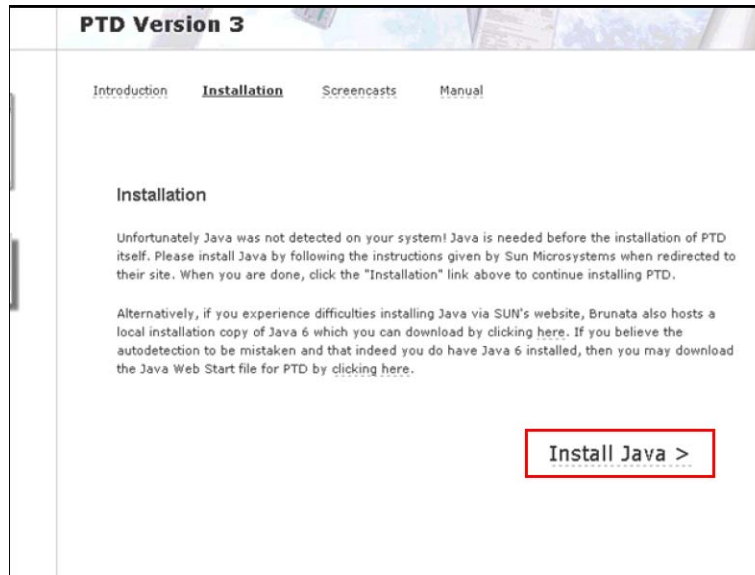 PTD Version 3
Introduction Installation Screencasts Manual
Installation
Unfortunately Java was not detected on your system! Java is needed before the installation of PTD
itself. Please install Java by following the instructions given by Sun Microsystems when redirected to
their site. When you are done, click the "Installation" link above to continue installing PTD.
Alternatively, if you experience difficulties installing Java via SUN's website, Brunata also hosts a
local installation copy of Java 6 which you can download by clicking here. If you believe the
autodetection to be mistaken and that indeed you do have Java 6 installed, then you may download
the Java Web Start file for PTD by clicking here.
Install Java >